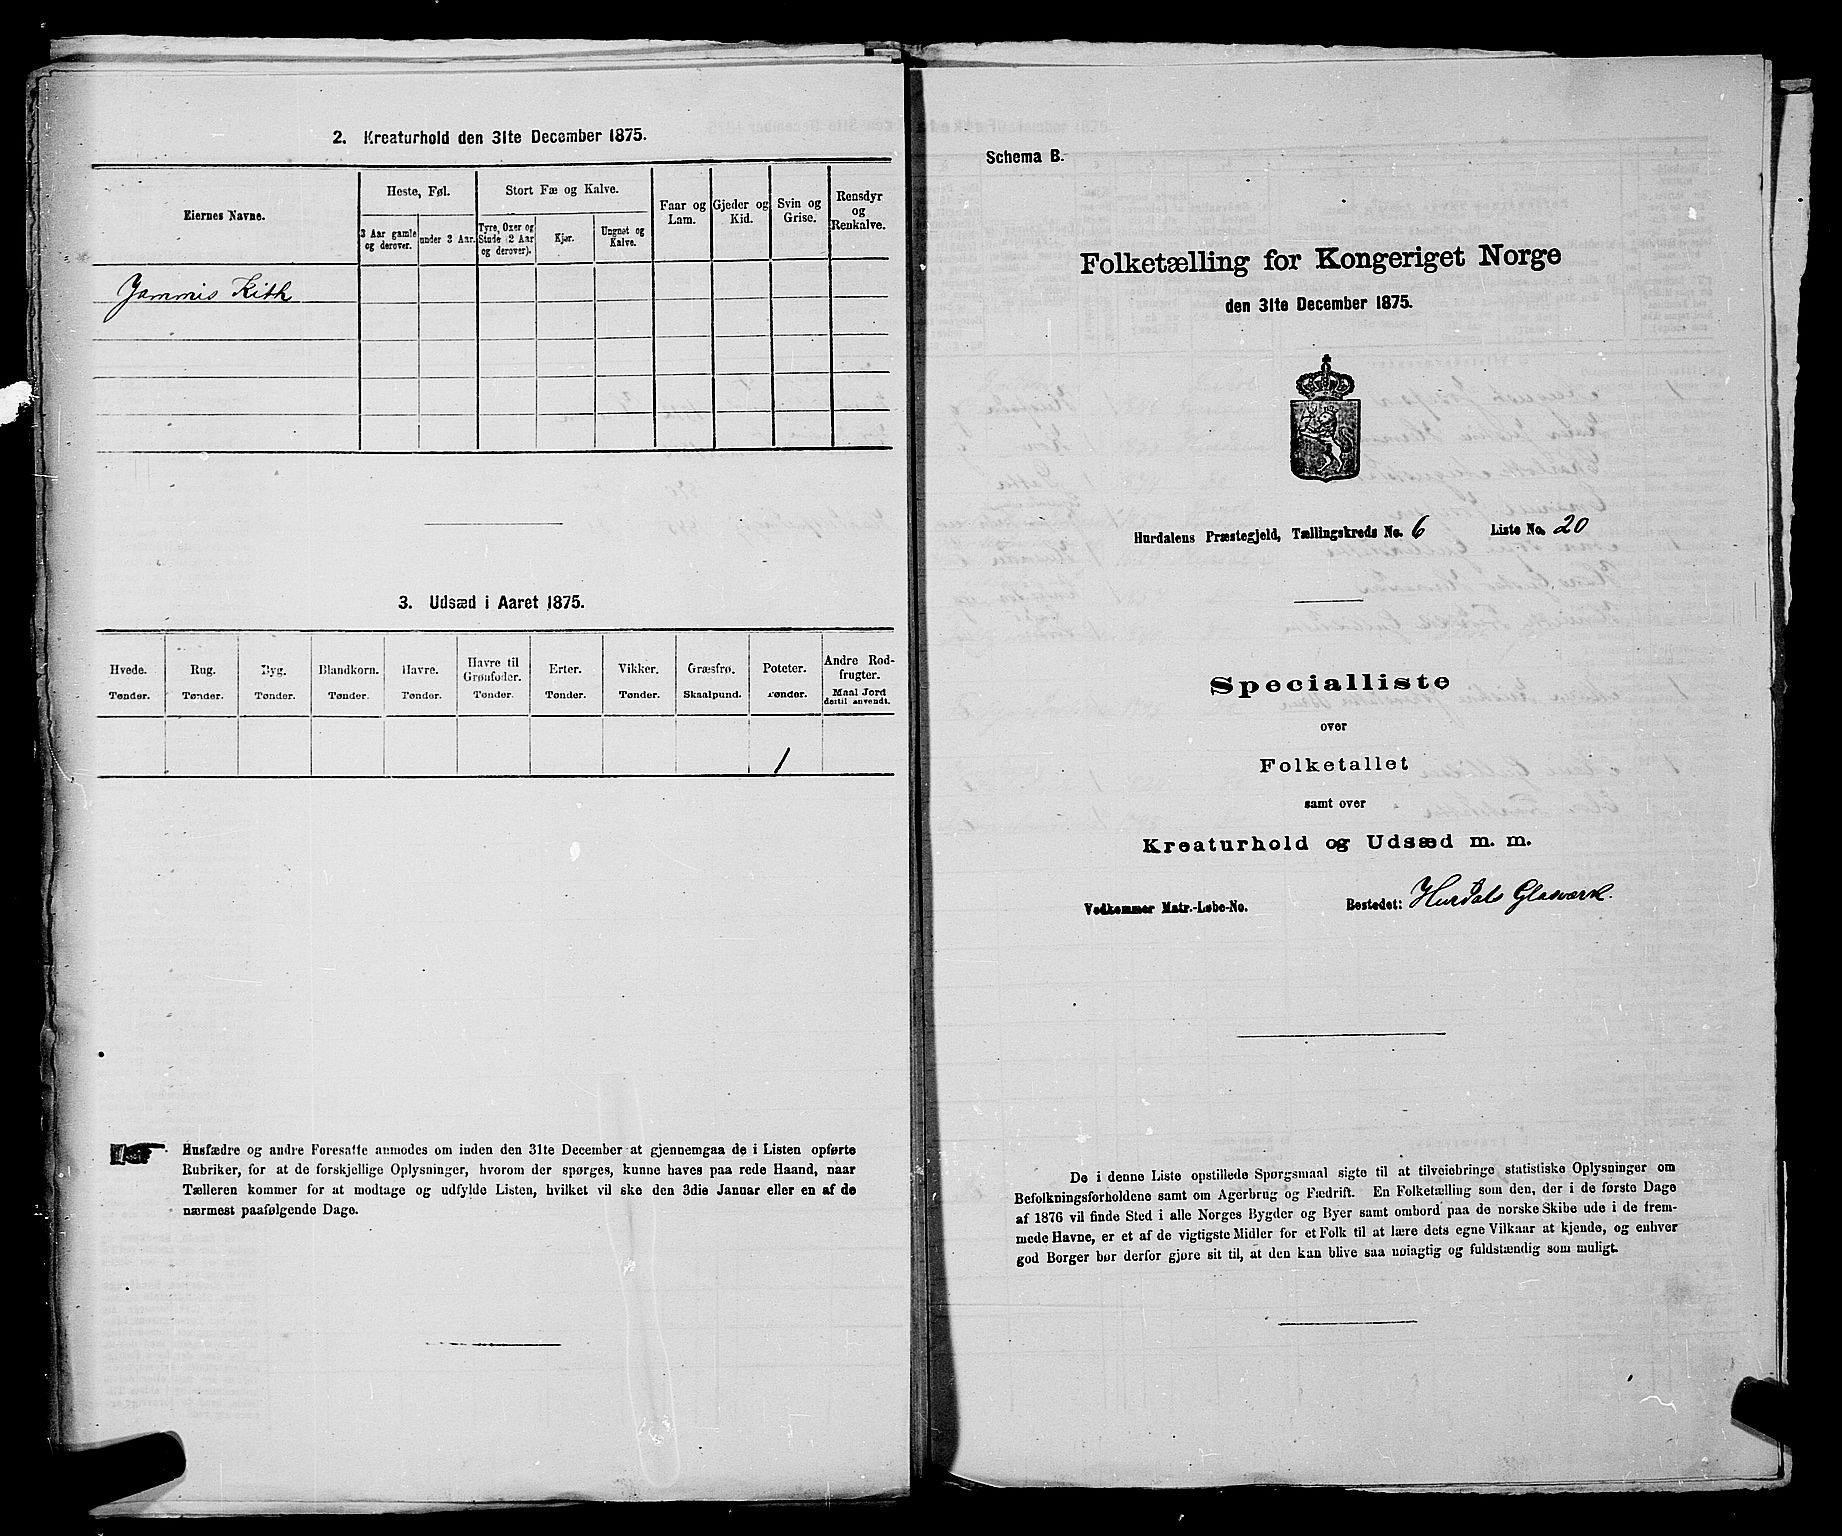 2. Kreaturhold den 31te December 1875.
Eiernes Navne.
Heste, Føl.
Stort Fæ og Kalve.
Faar og Lam.
Gjeder og Kid.
Svin og Grise.
Rensdyr og Renkalve.
3 Aar gamle og derover.
under 3 Aar.
Tyre, Oxer og Stude (2 Aar og derover).
Kjør.
Ungnøt og Kalve.
Jammis Kith
3. Udsæd i Aaret 1875.
Hvede. Rug. Byg. Blandkorn. Havre. Havre til Grønfoder. Erter. Vikker. Græsfrø. Poteter. Andre Rodfrugter.
Tønder. Tønder. Tønder. Tønder. Tønder. Tønder. Tønder. Tønder. Skaalpund. Tønder. Maal Jord dertil anvendt.
1
Husfædre og andre Foresatte anmodes om inden den 31te December at gjennemgaa de i Listen opførte
Rubriker, for at de forskjellige Oplysninger, hvorom der spørges, kunne haves paa rede Haand, naar
Tælleren kommer for at modtage og udfylde Listen, hvilket vil ske den 3die Januar eller en af de
nærmest paafølgende Dage.
Schema B.
Folketælling for Kongeriget Norge
den 31te December 1875.
Hurdalens Præstegjeld, Tællingskreds No. 6 Liste No. 20
Specialliste
over
Folketallet
samt over
Kreaturhold og Udsæd m. m.
Vedkommer Matr.-Løbe-No. Bestedet: Hurdals Glasværk.
De i denne Liste opstillede Spørgsmaal sigte til at tilveiebringe statistiske Oplysninger om
Befolkningsforholdene samt om Agerbrug og Fædrift. En Folketælling som den, der i de første Dage
af 1876 vil finde Sted i alle Norges Bygder og Byer samt ombord paa de norske Skibe ude i de frem-
mede Havne, er et af de vigtigste Midler for et Folk til at lære dets egne Vilkaar at kjende, og enhver
god Borger bør derfor gjøre sit til, at den kan blive saa nøiagtig og fuldstændig som muligt.